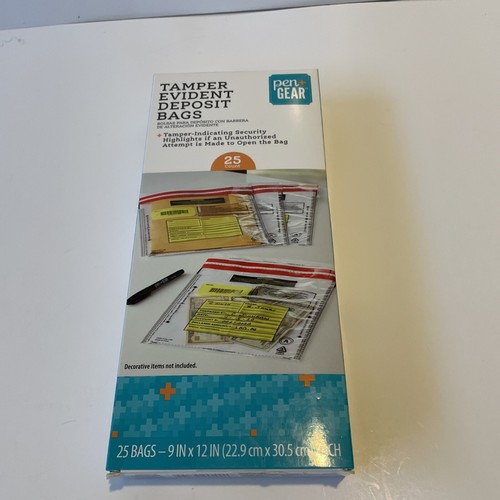 TAMPER
EVIDENT
DEPOSIT
BAGS
BOLSAS PARA DEPÓSITO CON BARRERA
DE ALTERACIÓN EVIDENTE
+ Tamper-Indicating Security
Highlights if an Unauthorized
Attempt is Made to Open the Bag
pen+
GEAR
25
Count
Decorative items not included.
25 BAGS – 9 IN x 12 IN (22.9 cm x 30.5 cm)